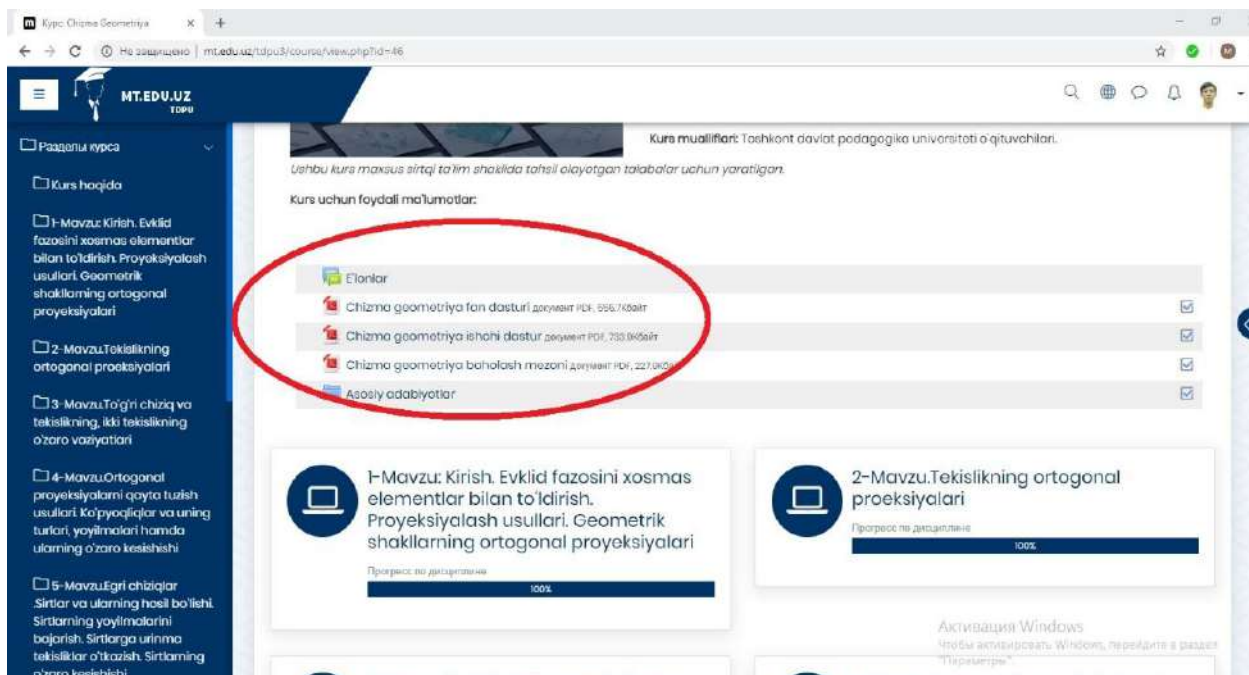 Курс: Chizma Geometriya
Не защищено | mt.edu.uz/tdpu3/course/view.php?id=46
MT.EDU.UZ
TDPU
Разделы курса
Kurs haqida
1-Mavzu: Kirish. Evklid
fazosini xosmas elementlar
bilan to'ldirish. Proyeksiyalash
usullari. Geometrik
shakllarning ortogonal
proyeksiyalari
2-Mavzu.Tekislikning
ortogonal proeksiyalari
3-Mavzu.To'g'ri chiziq va
tekislikning, ikki tekislikning
o'zaro vaziyatlari
4-Mavzu.Ortogonal
proyeksiyalarni qayta tuzish
usullari. Ko'pyoqliqlar va uning
turlari, yoyilmalari hamda
ularning o'zaro kesishishi
5-Mavzu.Egri chiziqlar
.Sirtlar va ularning hosil bo'lishi.
Sirtlarning yoyilmalarini
bajarish. Sirtlarga urinma
tekisliklar o'tkazish. Sirtlarning
o'zaro kesishishi
Kurs mualliflari: Toshkent davlat pedagogika universiteti o'qituvchilari.
Ushbu kurs maxsus sirtqi ta'lim shaklida tahsil olayotgan talabalar uchun yaratilgan.
Kurs uchun foydali ma'lumotlar:
E'lonlar
Chizma geometriya fan dasturi документ PDF, 556.7Кбайт
Chizma geometriya ishchi dastur документ PDF, 733.9Кбайт
Chizma geometriya baholash mezoni документ PDF, 227.0Кбайт
Asosiy adabiyotlar
1-Mavzu: Kirish. Evklid fazosini xosmas
elementlar bilan to'ldirish.
Proyeksiyalash usullari. Geometrik
shakllarning ortogonal proyeksiyalari
Прогресс по дисциплине
100%
2-Mavzu.Tekislikning ortogonal
proeksiyalari
Прогресс по дисциплине
100%
Активация Windows
Чтобы активировать Windows, перейдите в раздел
"Параметры".